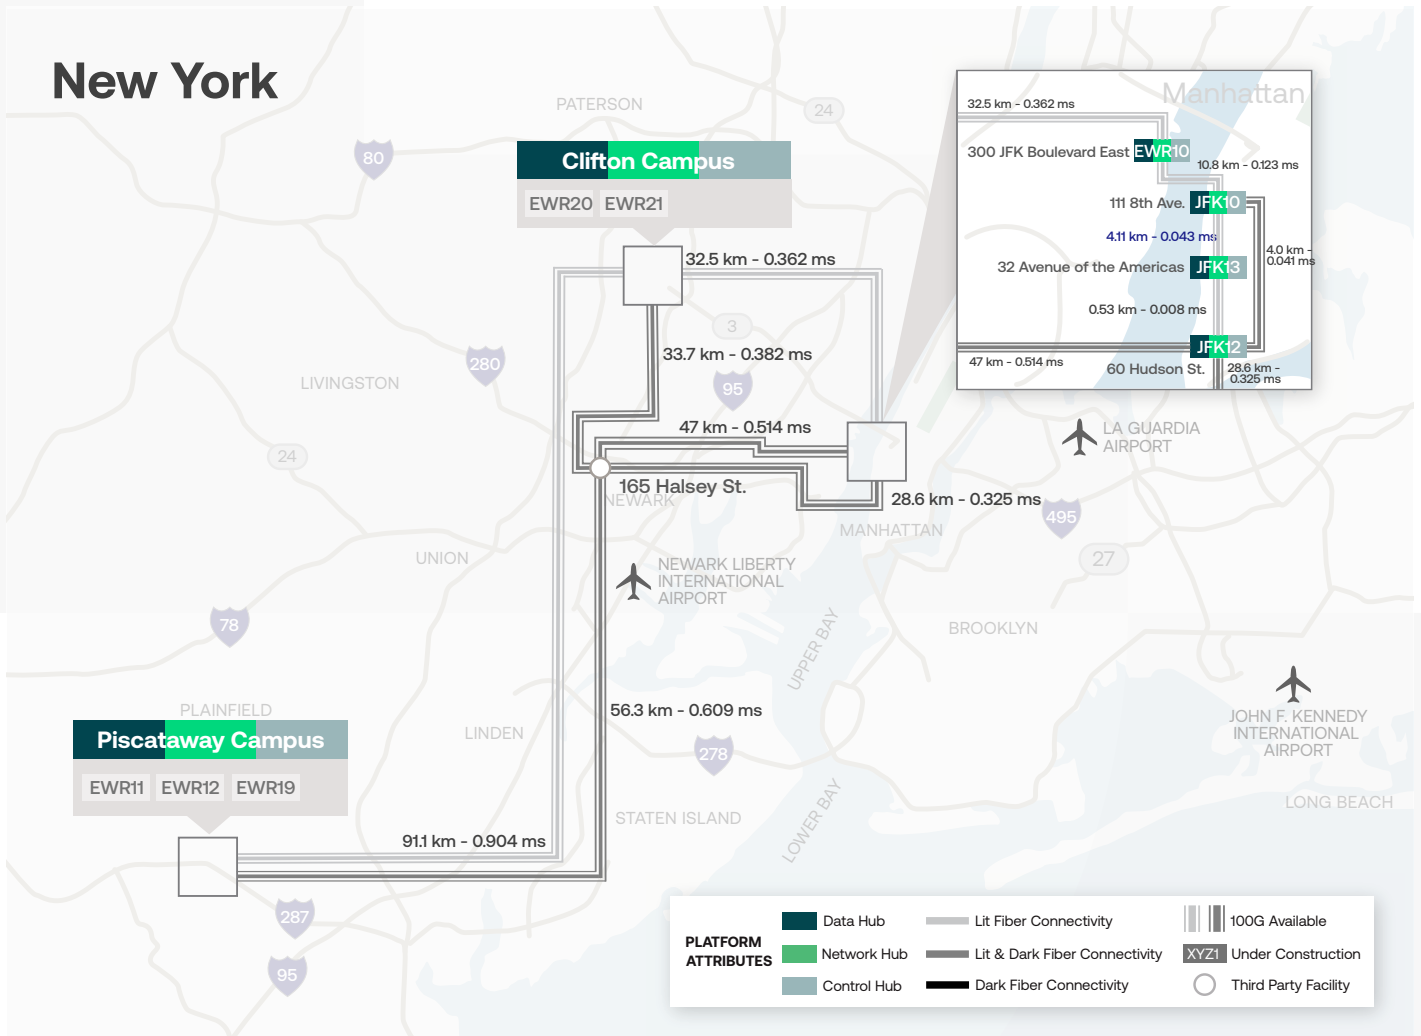 New York
PATERSON
24
80
Clifton Campus
EWR20 EWR21
32.5 km - 0.362 ms
3
33.7 km - 0.382 ms
280
LIVINGSTON
95
47 km - 0.514 ms
24
165 Halsey St.
NEWARK
28.6 km - 0.325 ms
MANHATTAN
495
27
UNION
NEWARK LIBERTY
INTERNATIONAL
AIRPORT
78
BROOKLYN
UPPER BAY
PLAINFIELD
Piscataway Campus
EWR11 EWR12 EWR19
LINDEN
56.3 km - 0.609 ms
278
STATEN ISLAND
LOWER BAY
91.1 km - 0.904 ms
287
95
Manhattan
32.5 km - 0.362 ms
300 JFK Boulevard East EWR10
10.8 km - 0.123 ms
111 8th Ave. JFK10
4.11 km - 0.043 ms
4.0 km -
0.041 ms
32 Avenue of the Americas JFK13
0.53 km - 0.008 ms
JFK12
47 km - 0.514 ms
60 Hudson St.
28.6 km -
0.325 ms
LA GUARDIA
AIRPORT
JOHN F. KENNEDY
INTERNATIONAL
AIRPORT
LONG BEACH
PLATFORM
ATTRIBUTES
Data Hub
Network Hub
Control Hub
Lit Fiber Connectivity
Lit & Dark Fiber Connectivity
Dark Fiber Connectivity
100G Available
XYZ1 Under Construction
Third Party Facility